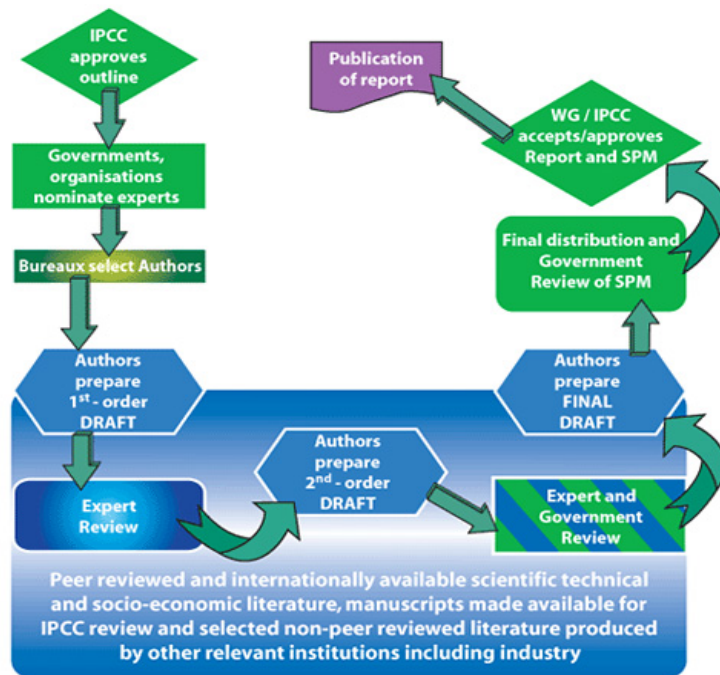 IPCC
approves
outline
Governments,
organisations
nominate experts
Bureaux select Authors
Authors
prepare
1st - order
DRAFT
Expert
Review
Authors
prepare
2nd - order
DRAFT
Expert and
Government
Review
Authors
prepare
FINAL
DRAFT
Final distribution and
Government
Review of SPM
WG / IPCC
accepts/approves
Report and SPM
Publication
of report
Peer reviewed and internationally available scientific technical
and socio-economic literature, manuscripts made available for
IPCC review and selected non-peer reviewed literature produced
by other relevant institutions including industry